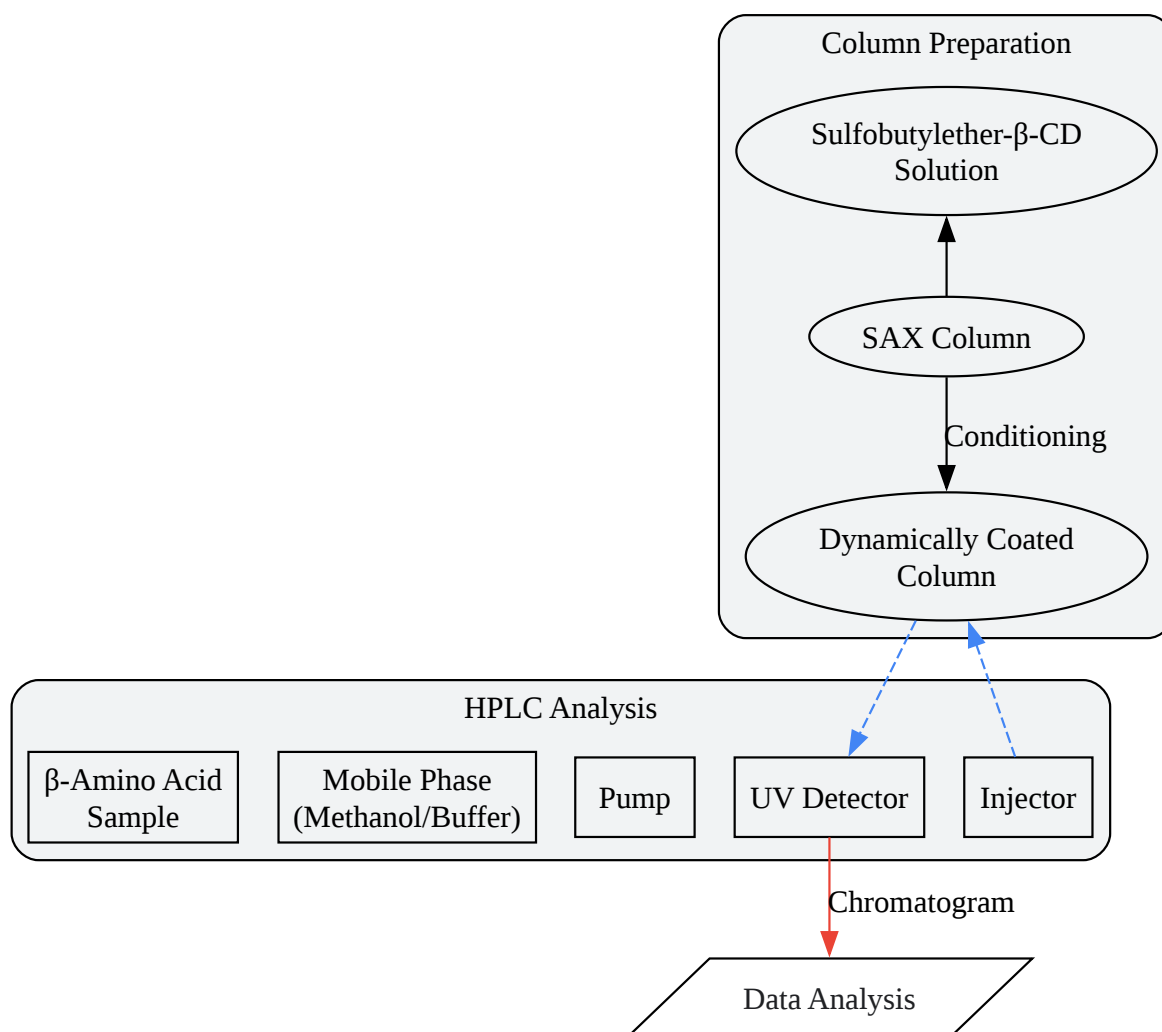 Column Preparation
Sulfobutylether-β-CD
Solution
SAX Column
Conditioning
Dynamically Coated
Column
HPLC Analysis
β-Amino Acid
Sample
Mobile Phase
(Methanol/Buffer)
Pump
UV Detector
Injector
Chromatogram
Data Analysis